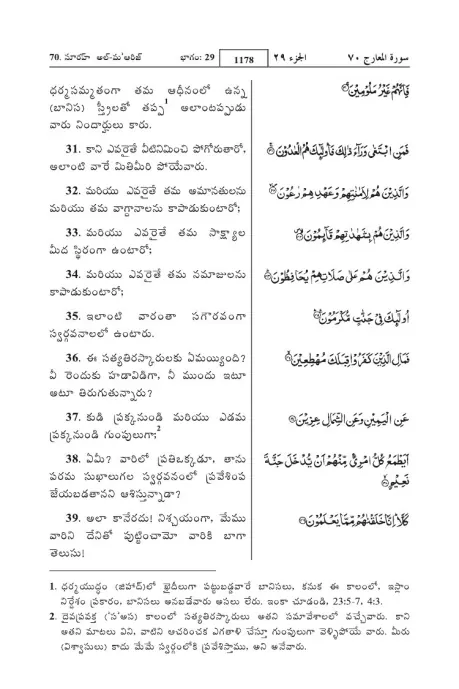 70. సూరహ్ అల్-మ'ఆరిజ్ భాగం: 29 1178 الجزء ٢٩ سورة المعارج ٧٠
ధర్మసమ్మతంగా తమ ఆధీనంలో ఉన్న
(బానిస) స్త్రీలతో తప్ప1 అలాంటప్పుడు
వారు నిందార్హులు కారు.
فَإِنَّهُمْ غَيْرُ مَلُومِينَ
31. కాని ఎవరైతే వీటినిమించి పోగోరుతారో,
అలాంటి వారే మితిమీరి పోయేవారు.
فَمَنِ ابْتَغَىٰ وَرَاءَ ذَٰلِكَ فَأُولَٰئِكَ هُمُ الْعَادُونَ
32. మరియు ఎవరైతే తమ అమానతులను
మరియు తమ వాగ్దానాలను కాపాడుకుంటారో;
وَالَّذِينَ هُمْ لِأَمَانَاتِهِمْ وَعَهْدِهِمْ رَاعُونَ
33. మరియు ఎవరైతే తమ సాక్ష్యాల
మీద స్థిరంగా ఉంటారో;
وَالَّذِينَ هُم بِشَهَادَاتِهِمْ قَائِمُونَ
34. మరియు ఎవరైతే తమ నమాజులను
కాపాడుకుంటారో;
وَالَّذِينَ هُمْ عَلَىٰ صَلَاتِهِمْ يُحَافِظُونَ
35. ఇలాంటి వారంతా సగౌరవంగా
స్వర్గవనాలలో ఉంటారు.
أُولَٰئِكَ فِي جَنَّاتٍ مُّكْرَمُونَ
36. ఈ సత్యతిరస్కారులకు ఏమయ్యింది?
వీ రెందుకు హడావిడిగా, నీ ముందు ఇటూ
అటూ తిరుగుతున్నారు?
فَمَالِ الَّذِينَ كَفَرُوا قِبَلَكَ مُهْطِعِينَ
37. కుడి ప్రక్కనుండి మరియు ఎడమ
ప్రక్కనుండి గుంపులుగా;2
عَنِ الْيَمِينِ وَعَنِ الشِّمَالِ عِزِينَ
38. ఏమీ? వారిలో ప్రతిఒక్కడూ, తాను
పరమ సుఖాలుగల స్వర్గవనంలో ప్రవేశింప
జేయబడతానని ఆశిస్తున్నాడా?
أَيَطْمَعُ كُلُّ امْرِئٍ مِّنْهُمْ أَن يُدْخَلَ جَنَّةَ
نَعِيمٍ
39. అలా కానేరదు! నిశ్చయంగా, మేము
వారిని దేనితో పుట్టించామో వారికి బాగా
తెలుసు!
كَلَّا إِنَّا خَلَقْنَاهُم مِّمَّا يَعْلَمُونَ
1. ధర్మయుద్ధం (జిహాద్)లో ఖైదీలుగా పట్టుబడ్డవారే బానిసలు, కనుక ఈ కాలంలో, ఇస్లాం
నిర్దేశం ప్రకారం, బానిసలు అనబడేవారు అసలు లేరు. ఇంకా చూడండి, 23:5-7, 4:3.
2. దైవప్రవక్త ('స'అస) కాలంలో సత్యతిరస్కారులు అతని సమావేశాలలో వచ్చేవారు. కాని
అతని మాటలు విని, వాటిని ఆచరించక ఎగతాళి చేస్తూ గుంపులుగా వెళ్ళిపోయే వారు. మీరు
(విశ్వాసులు) కాదు మేమే స్వర్గంలోకి ప్రవేశిస్తాము, అని అనేవారు.